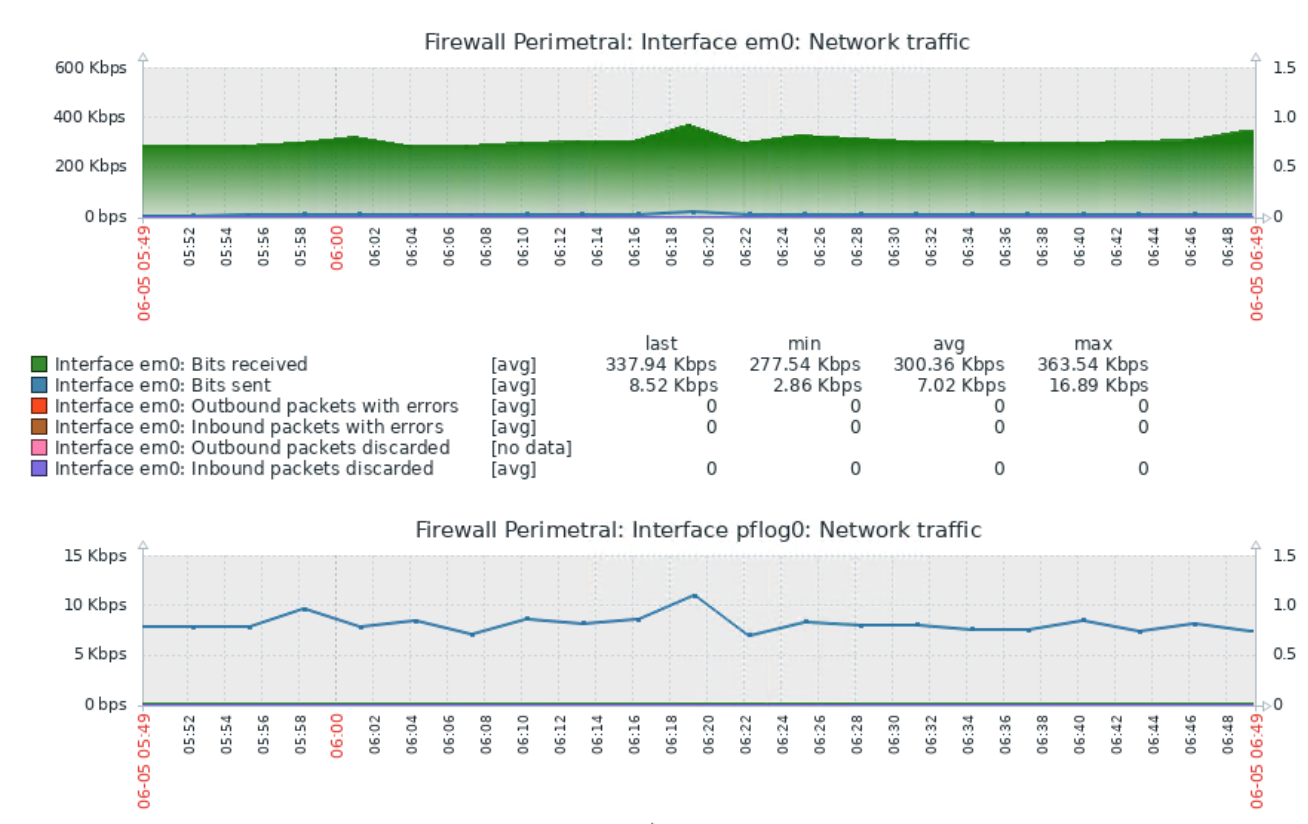 Firewall Perimetral: Interface em0: Network traffic
600 Kbps 1.5
400 Kbps 1.0
200 Kbps 0.5
0 bps 0
06-05 05:49 05:52 05:54 05:56 05:58 06:00 06:02 06:04 06:06 06:08 06:10 06:12 06:14 06:16 06:18 06:20 06:22 06:24 06:26 06:28 06:30 06:32 06:34 06:36 06:38 06:40 06:42 06:44 06:46 06:48 06-05 06:49
last min avg max
Interface em0: Bits received [avg] 337.94 Kbps 277.54 Kbps 300.36 Kbps 363.54 Kbps
Interface em0: Bits sent [avg] 8.52 Kbps 2.86 Kbps 7.02 Kbps 16.89 Kbps
Interface em0: Outbound packets with errors [avg] 0 0 0 0
Interface em0: Inbound packets with errors [avg] 0 0 0 0
Interface em0: Outbound packets discarded [no data]
Interface em0: Inbound packets discarded [avg] 0 0 0 0
Firewall Perimetral: Interface pflog0: Network traffic
15 Kbps 1.5
10 Kbps 1.0
5 Kbps 0.5
0 bps 0
06-05 05:49 05:52 05:54 05:56 05:58 06:00 06:02 06:04 06:06 06:08 06:10 06:12 06:14 06:16 06:18 06:20 06:22 06:24 06:26 06:28 06:30 06:32 06:34 06:36 06:38 06:40 06:42 06:44 06:46 06:48 06-05 06:49